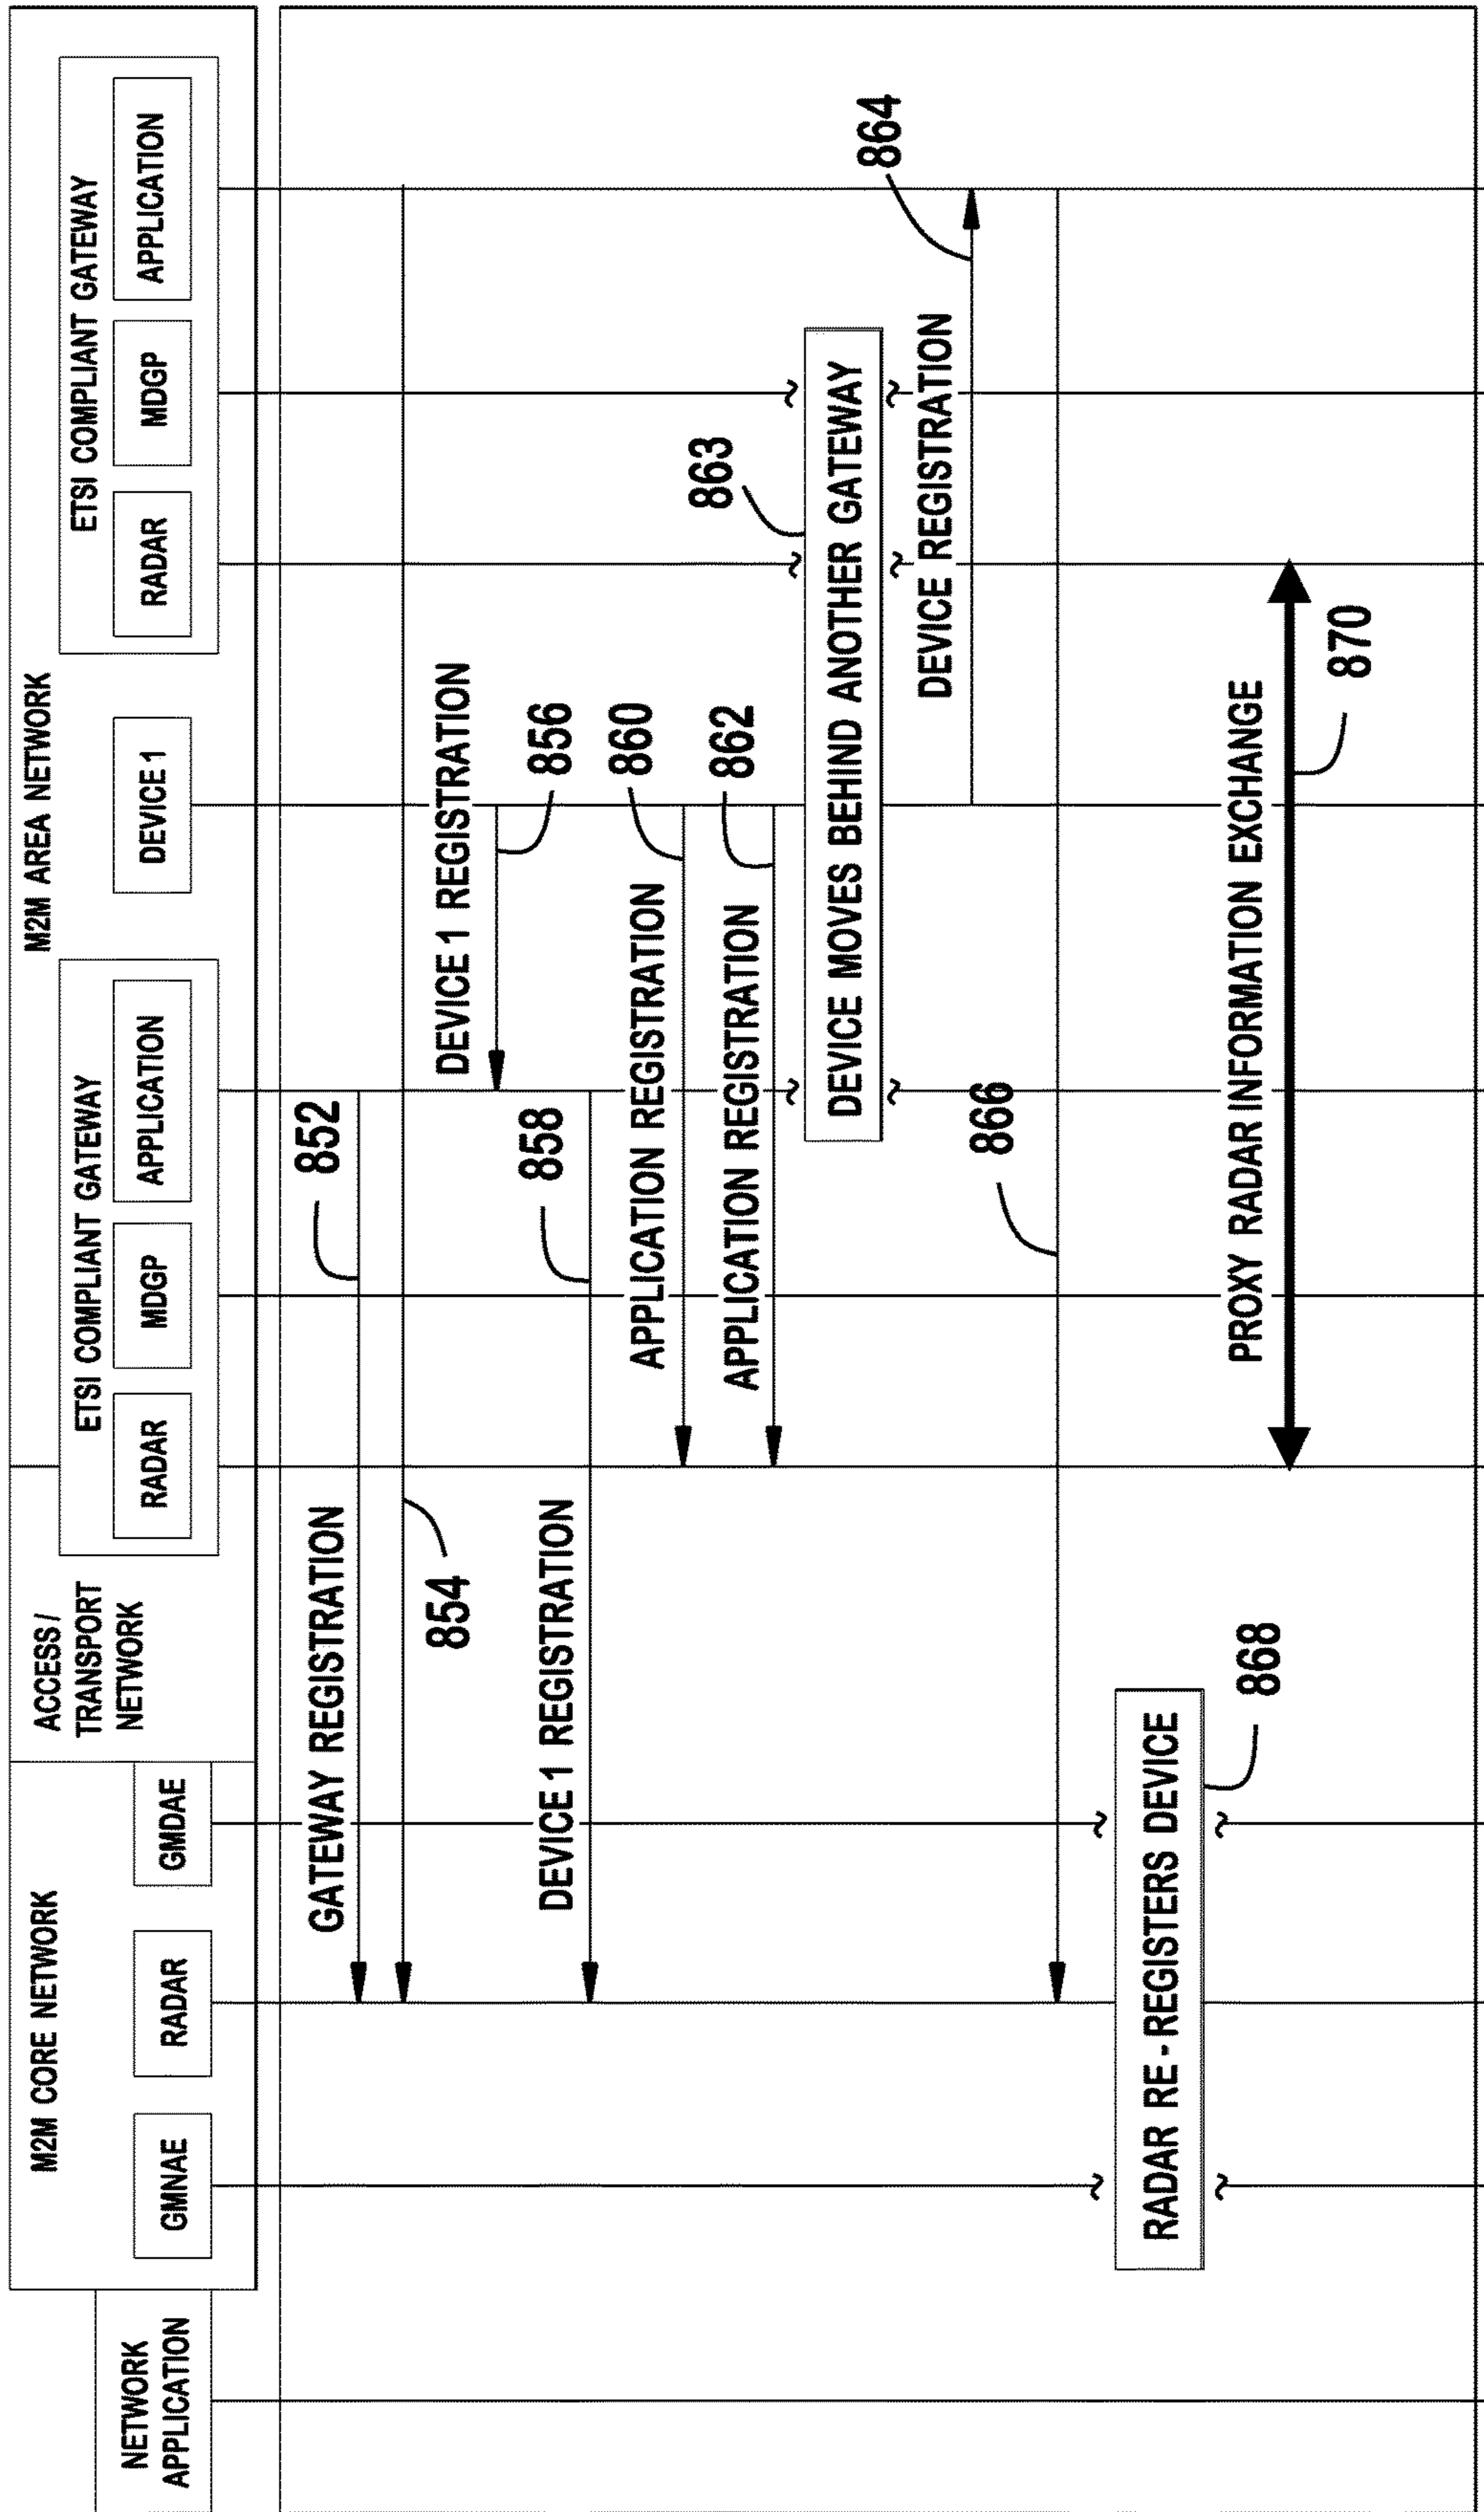 NETWORK
APPLICATION
M2M CORE NETWORK
GMNAE
RADAR
GMDAE
ACCESS/
TRANSPORT
NETWORK
M2M AREA NETWORK
ETSI COMPLIANT GATEWAY
RADAR
MDGP
APPLICATION
DEVICE 1
ETSI COMPLIANT GATEWAY
RADAR
MDGP
APPLICATION
GATEWAY REGISTRATION
852
854
DEVICE 1 REGISTRATION
856
DEVICE 1 REGISTRATION
858
APPLICATION REGISTRATION
860
APPLICATION REGISTRATION
862
863
DEVICE MOVES BEHIND ANOTHER GATEWAY
DEVICE REGISTRATION
864
866
RADAR RE-REGISTERS DEVICE
868
PROXY RADAR INFORMATION EXCHANGE
870